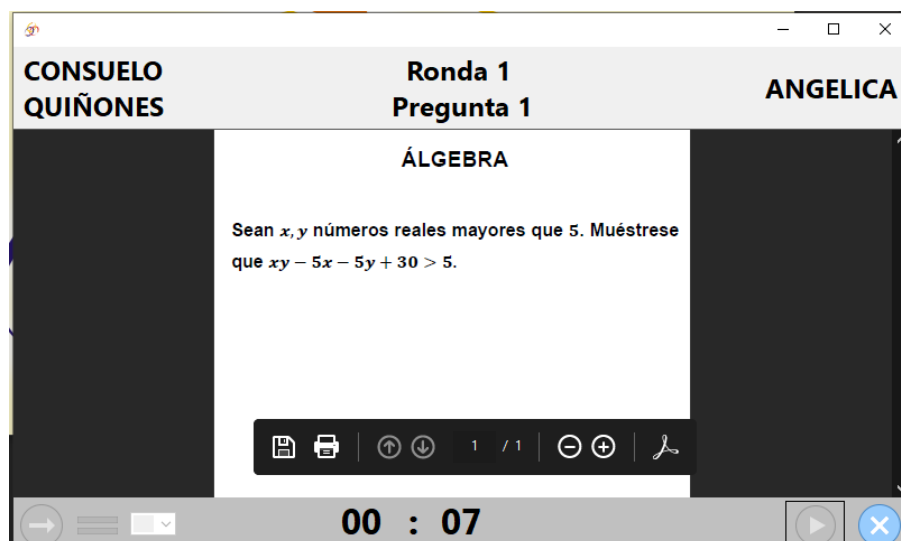 CONSUELO
QUIÑONES
Ronda 1
Pregunta 1
ANGELICA
ÁLGEBRA
Sean x, y números reales mayores que 5. Muéstrese
que xy − 5x − 5y + 30 > 5.
1 / 1
00 : 07